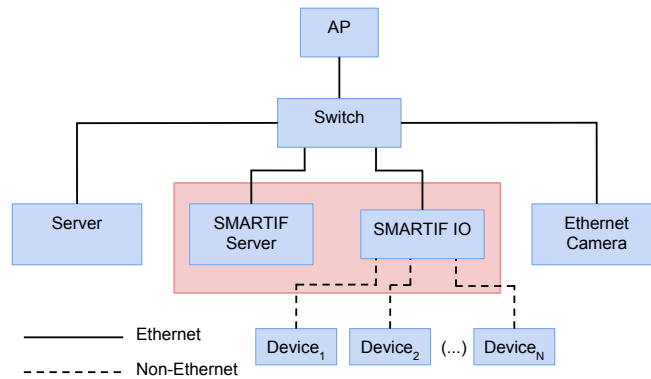 AP
Switch
Server
SMARTIF
Server
SMARTIF IO
Ethernet
Camera
Ethernet
Device1
Device2
(...)
DeviceN
Non-Ethernet